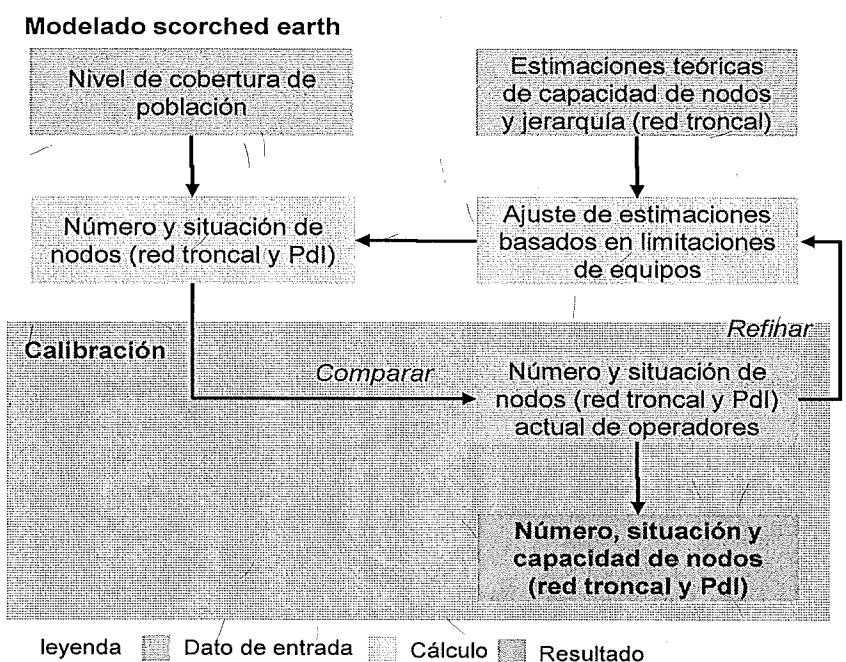 Modelado scorched earth
Nivel de cobertura de
población
Estimaciones teóricas
de capacidad de nodos
y jerarquía (red troncal)
Número y situación de
nodos (red troncal y PdI)
Ajuste de estimaciones
basados en limitaciones
de equipos
Refinar
Calibración
Comparar
Número y situación de
nodos (red troncal y PdI)
actual de operadores
Número, situación y
capacidad de nodos
(red troncal y PdI)
leyenda
Dato de entrada
Cálculo
Resultado